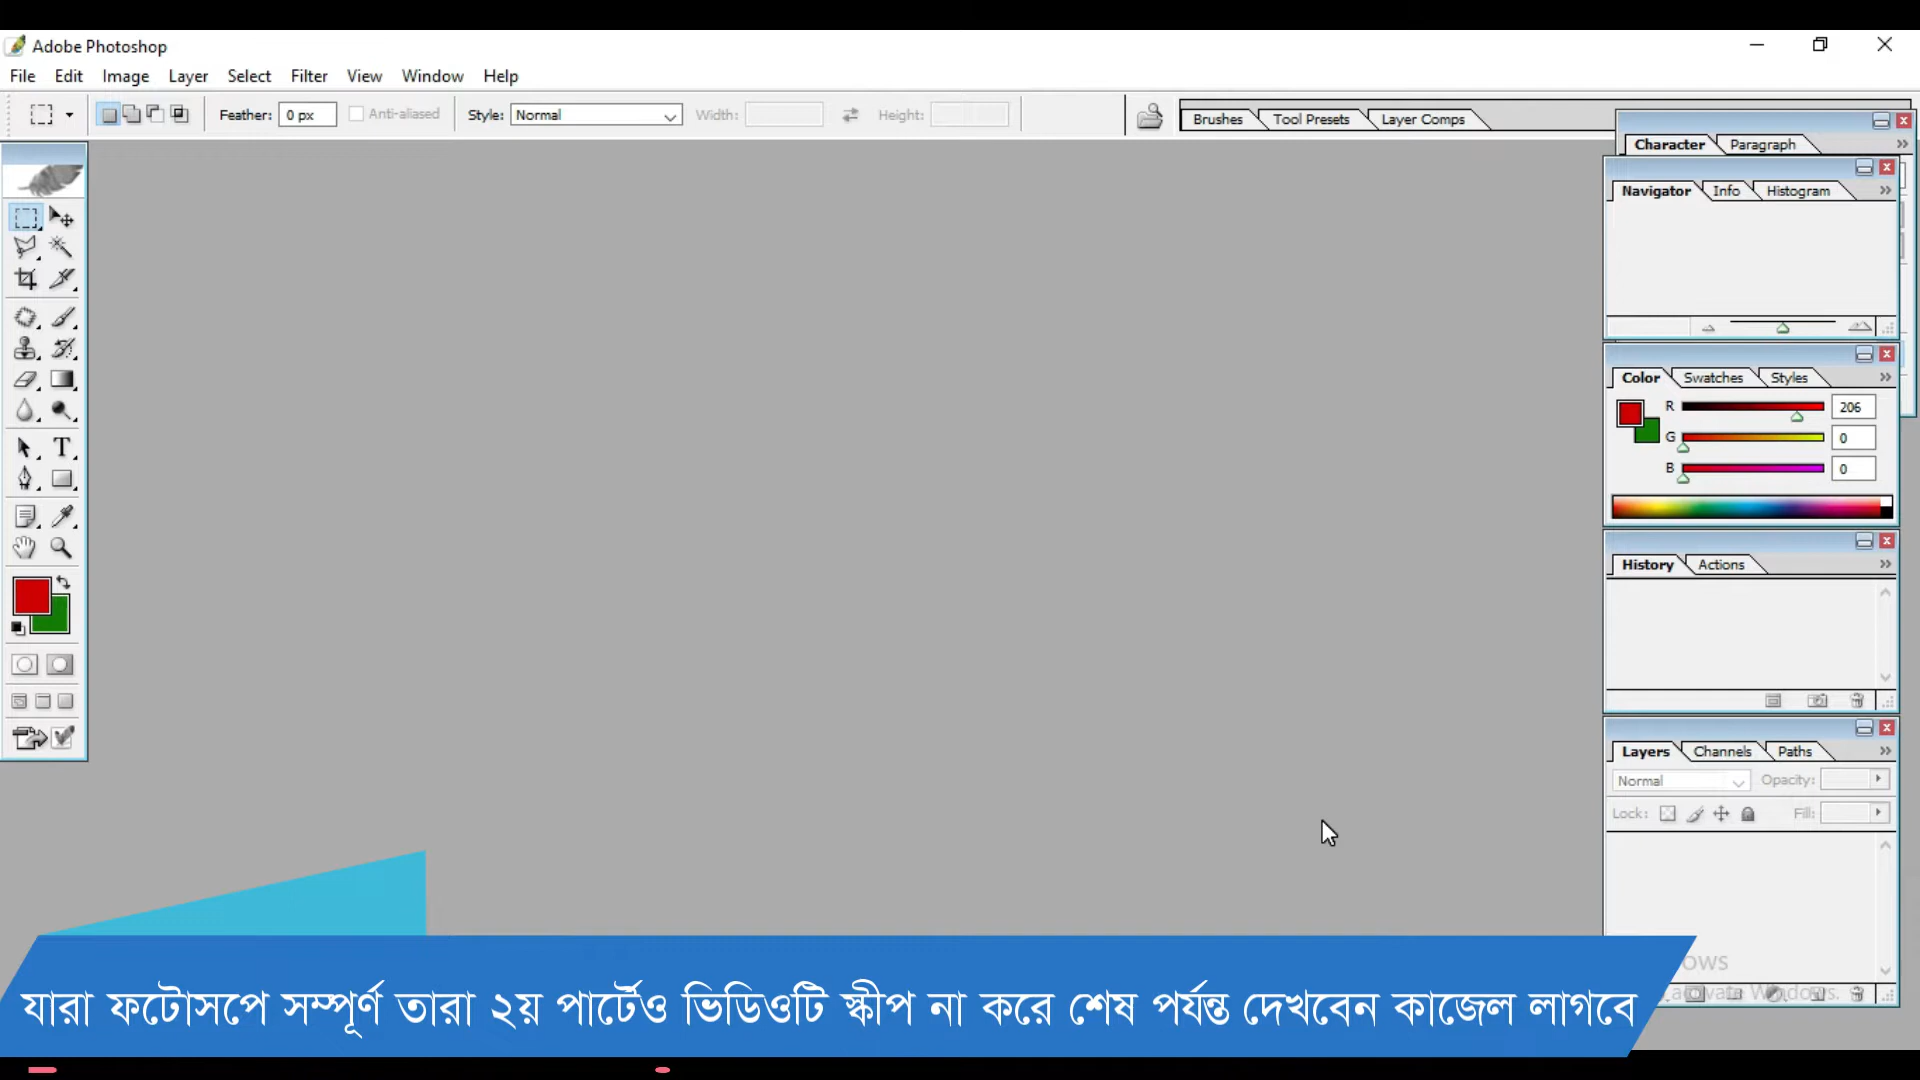 Adobe Photoshop
File Edit Image Layer Select Filter View Window Help
Feather: 0 px Anti-aliased Style: Normal Width: Height: Brushes Tool Presets Layer Comps
Character Paragraph
Navigator Info Histogram
Color Swatches Styles
R 206
G 0
B 0
T
History Actions
Layers Channels Paths
Normal Opacity:
Lock: Fill:
যারা ফটোসপে সম্পূর্ণ তারা ২য় পার্টেও ভিডিওটি স্কীপ না করে শেষ পর্যন্ত দেখবেন কাজেল লাগবে